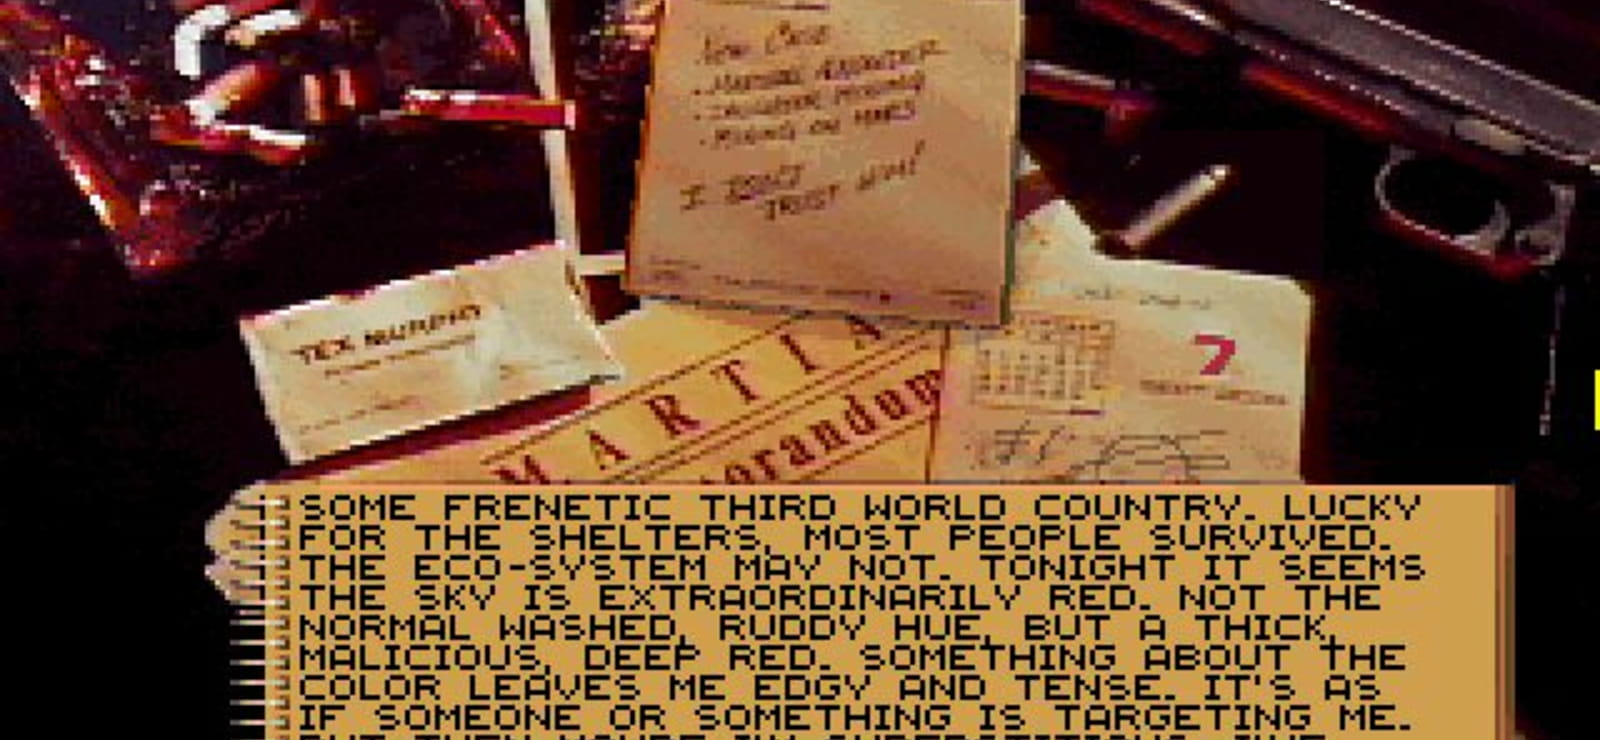 New Case
I DON'T
TRUST HIM!
TEX MURPHY
MARTIA
morandum
7
SOME FRENETIC THIRD WORLD COUNTRY. LUCKY
FOR THE SHELTERS, MOST PEOPLE SURVIVED.
THE ECO-SYSTEM MAY NOT. TONIGHT IT SEEMS
THE SKY IS EXTRAORDINARILY RED. NOT THE
NORMAL WASHED, RUDDY HUE, BUT A THICK,
MALICIOUS, DEEP RED. SOMETHING ABOUT THE
COLOR LEAVES ME EDGY AND TENSE. IT'S AS
IF SOMEONE OR SOMETHING IS TARGETING ME.